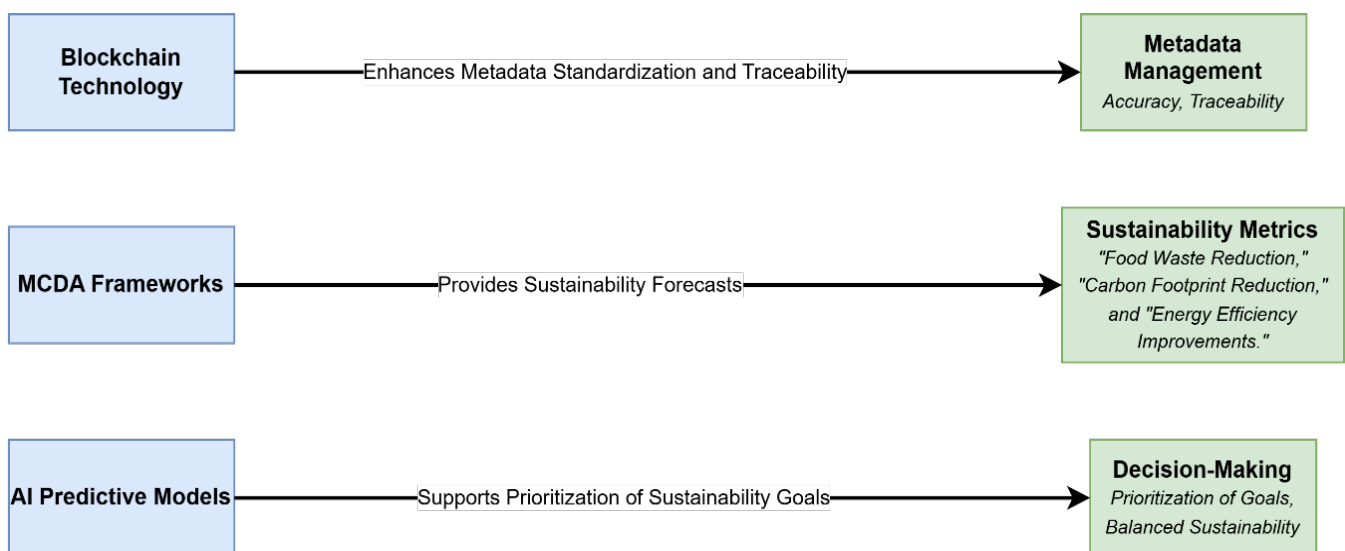 Blockchain
Technology
Enhances Metadata Standardization and Traceability
Metadata
Management
Accuracy, Traceability
MCDA Frameworks
Provides Sustainability Forecasts
Sustainability Metrics
"Food Waste Reduction,"
"Carbon Footprint Reduction,"
and "Energy Efficiency
Improvements."
AI Predictive Models
Supports Prioritization of Sustainability Goals
Decision-Making
Prioritization of Goals,
Balanced Sustainability